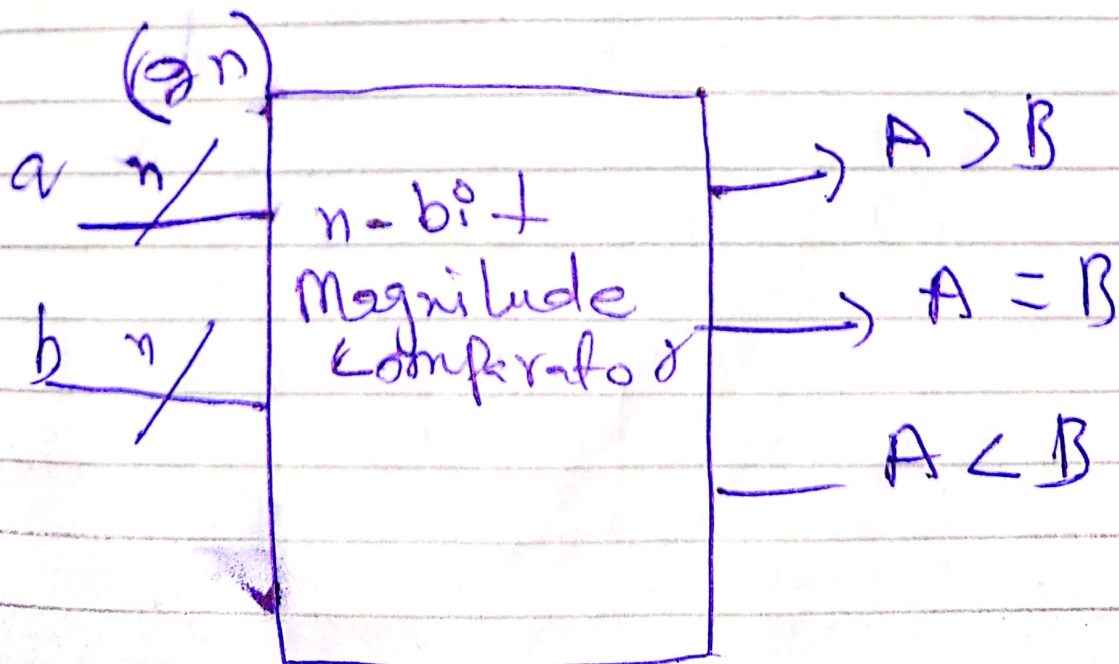 (2n)
a n
b n
n-bit
Magnitude
Comparator
A > B
A = B
A < B